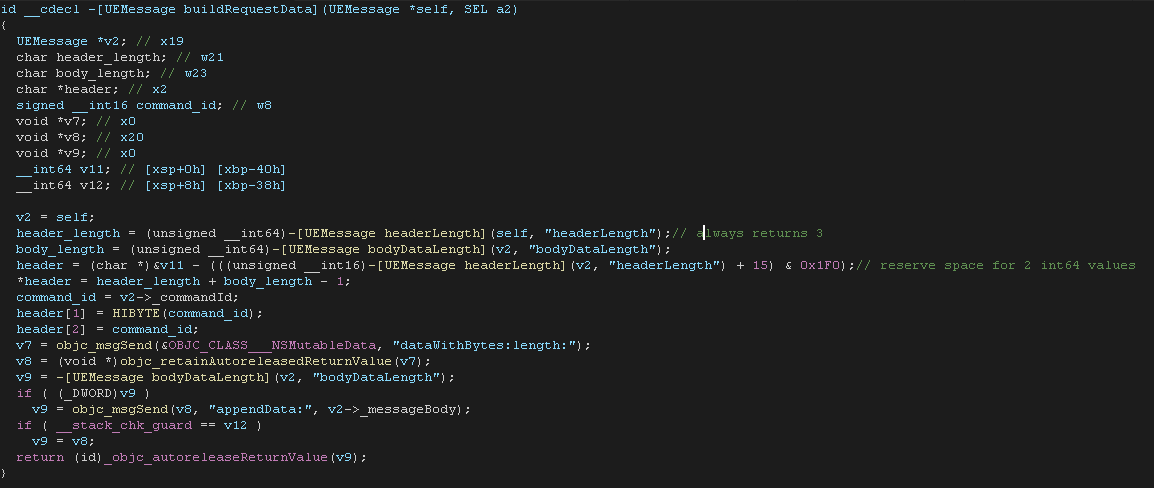 id __cdecl -[UEMessage buildRequestData](UEMessage *self, SEL a2)
{
  UEMessage *v2; // x19
  char header_length; // w21
  char body_length; // w23
  char *header; // x2
  signed __int16 command_id; // w8
  void *v7; // x0
  void *v8; // x20
  void *v9; // x0
  __int64 v11; // [xsp+0h] [xbp-40h]
  __int64 v12; // [xsp+8h] [xbp-38h]

  v2 = self;
  header_length = (unsigned __int64)-[UEMessage headerLength](self, "headerLength");// always returns 3
  body_length = (unsigned __int64)-[UEMessage bodyDataLength](v2, "bodyDataLength");
  header = (char *)&v11 - (((unsigned __int16)-[UEMessage headerLength](v2, "headerLength") + 15) & 0x1F0);// reserve space for 2 int64 values
  *header = header_length + body_length - 1;
  command_id = v2->_commandId;
  header[1] = HIBYTE(command_id);
  header[2] = command_id;
  v7 = objc_msgSend(&OBJC_CLASS___NSMutableData, "dataWithBytes:length:");
  v8 = (void *)objc_retainAutoreleasedReturnValue(v7);
  v9 = -[UEMessage bodyDataLength](v2, "bodyDataLength");
  if ( (_DWORD)v9 )
    v9 = objc_msgSend(v8, "appendData:", v2->_messageBody);
  if ( __stack_chk_guard == v12 )
    v9 = v8;
  return (id)_objc_autoreleaseReturnValue(v9);
}